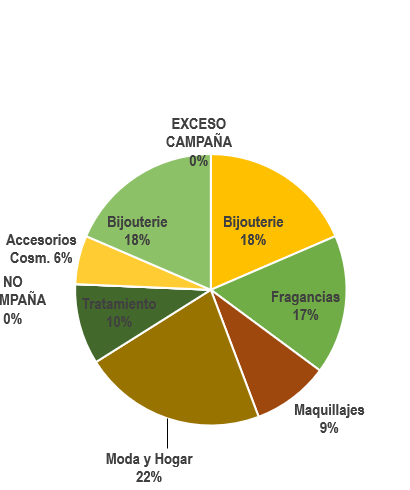 EXCESO
CAMPAÑA
0%
Bijouterie
18%
Bijouterie
18%
Accesorios
Cosm. 6%
NO
MPAÑA
0%
Tratamiento
10%
Fragancias
17%
Maquillajes
9%
Moda y Hogar
22%